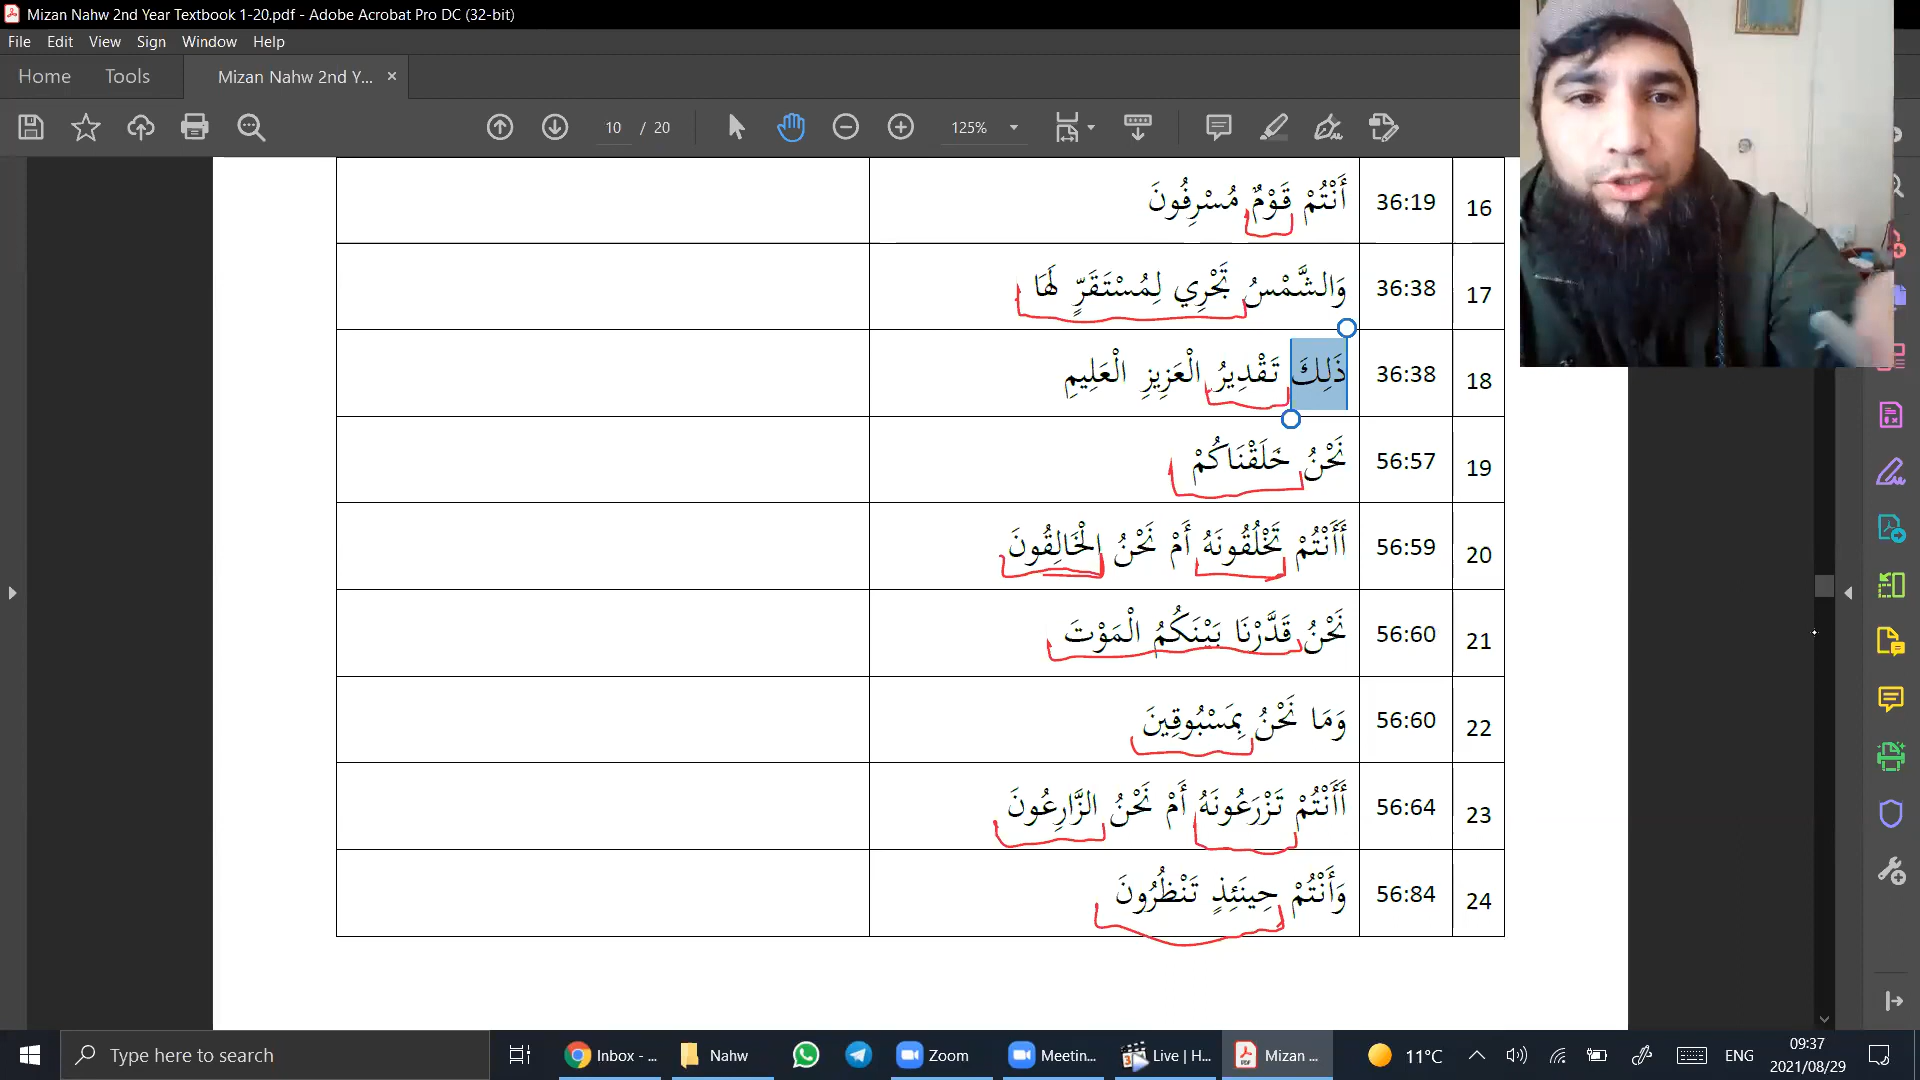 Mizan Nahw 2nd Year Textbook 1-20.pdf - Adobe Acrobat Pro DC (32-bit)
File Edit View Sign Window Help
Home Tools Mizan Nahw 2nd Y... ×
10 / 20 125%
16 36:19 أَنْتُمْ قَوْمٌ مُسْرِفُونَ
17 36:38 وَالشَّمْسُ تَجْرِي لِمُسْتَقَرٍّ لَهَا
18 36:38 ذَلِكَ تَقْدِيرُ الْعَزِيزِ الْعَلِيمِ
19 56:57 نَحْنُ خَلَقْنَاكُمْ
20 56:59 أَأَنْتُمْ تَخْلُقُونَهُ أَمْ نَحْنُ الْخَالِقُونَ
21 56:60 نَحْنُ قَدَّرْنَا بَيْنَكُمُ الْمَوْتَ
22 56:60 وَمَا نَحْنُ بِمَسْبُوقِينَ
23 56:64 أَأَنْتُمْ تَزْرَعُونَهُ أَمْ نَحْنُ الزَّارِعُونَ
24 56:84 وَأَنْتُمْ حِينَئِذٍ تَنْظُرُونَ
Type here to search Inbox - ... Nahw Zoom Meetin... Live | H... Mizan ... 11°C ENG 09:37
2021/08/29